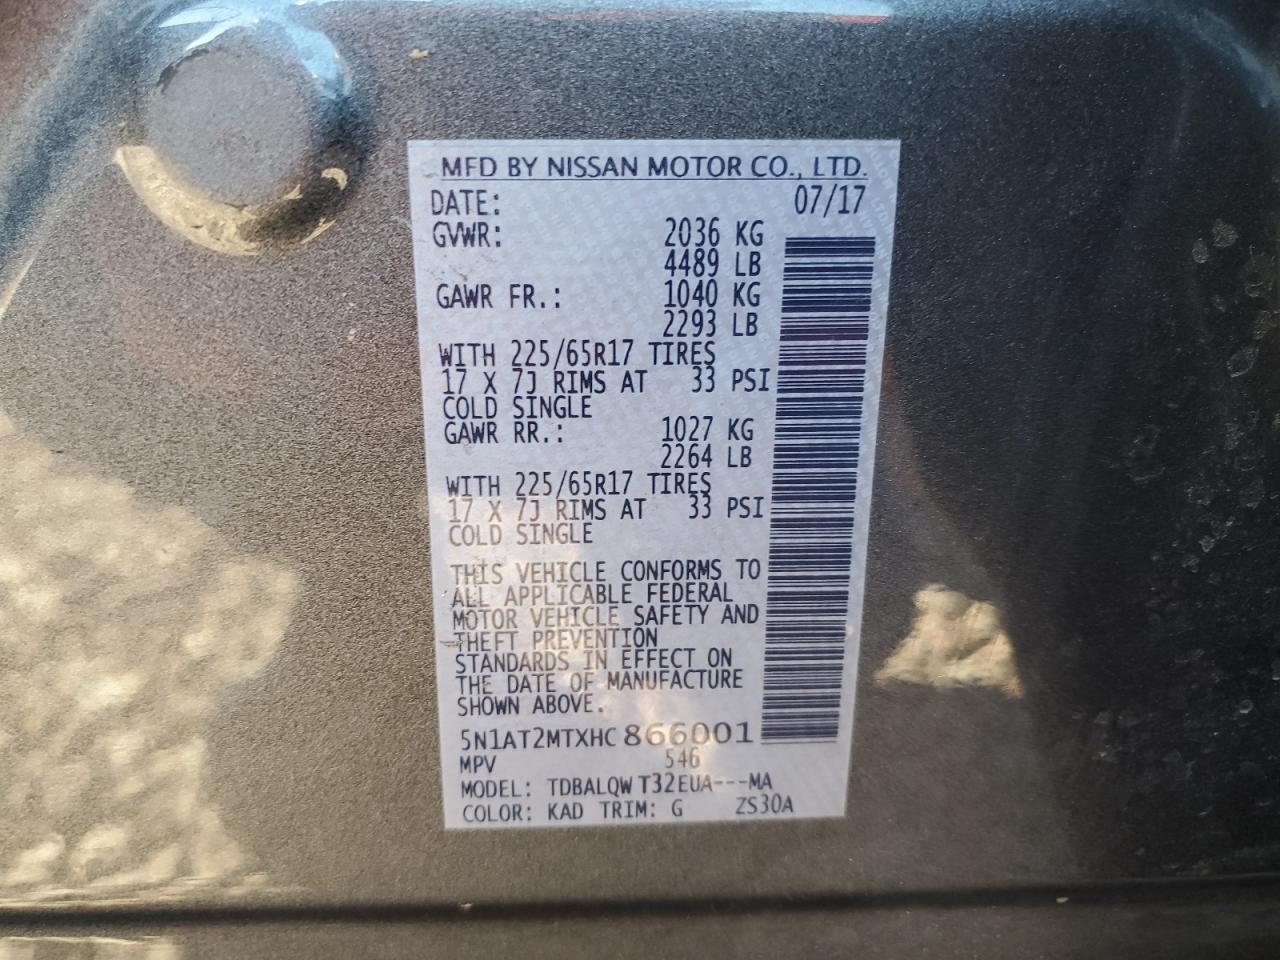 MFD BY NISSAN MOTOR CO., LTD.
DATE: 07/17
GVWR: 2036 KG
4489 LB
GAWR FR.: 1040 KG
2293 LB
WITH 225/65R17 TIRES
17 X 7J RIMS AT 33 PSI
COLD SINGLE
GAWR RR.: 1027 KG
2264 LB
WITH 225/65R17 TIRES
17 X 7J RIMS AT 33 PSI
COLD SINGLE
THIS VEHICLE CONFORMS TO
ALL APPLICABLE FEDERAL
MOTOR VEHICLE SAFETY AND
THEFT PREVENTION
STANDARDS IN EFFECT ON
THE DATE OF MANUFACTURE
SHOWN ABOVE.
5N1AT2MTXHC866001
MPV 546
MODEL: TDBALQW T32EUA---MA
COLOR: KAD TRIM: G ZS30A